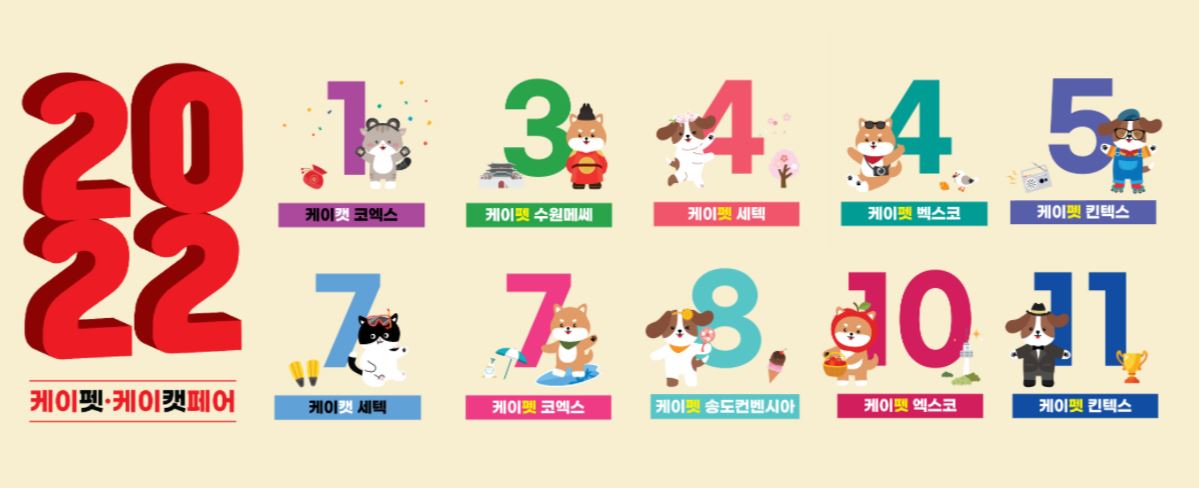 20
22
케이펫·케이캣페어
1
케이캣 코엑스
3
케이펫 수원메쎄
4
케이펫 세텍
4
케이펫 벡스코
5
케이펫 킨텍스
7
케이캣 세텍
7
케이펫 코엑스
8
케이펫 송도컨벤시아
10
케이펫 엑스코
11
케이펫 킨텍스